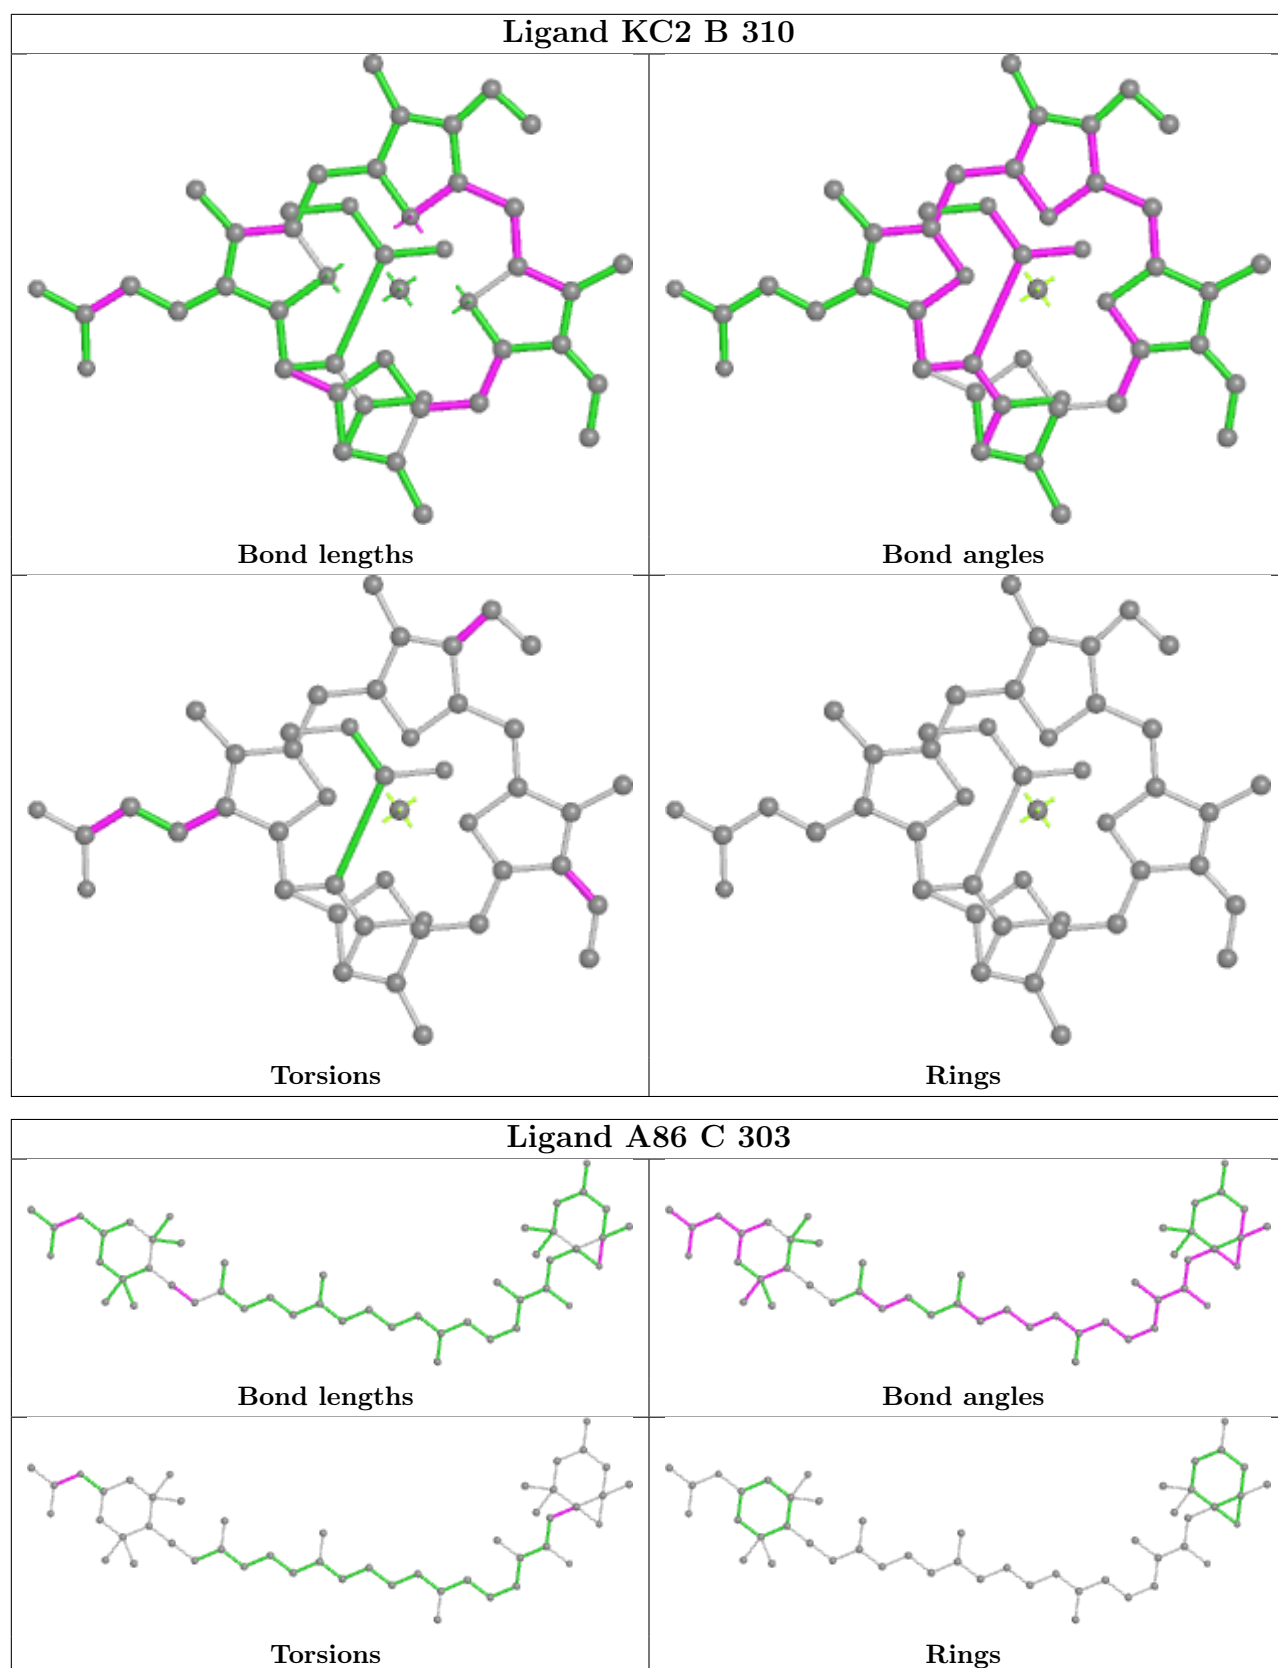 Ligand KC2 B 310
Bond lengths
Bond angles
Torsions
Rings
Ligand A86 C 303
Bond lengths
Bond angles
Torsions
Rings